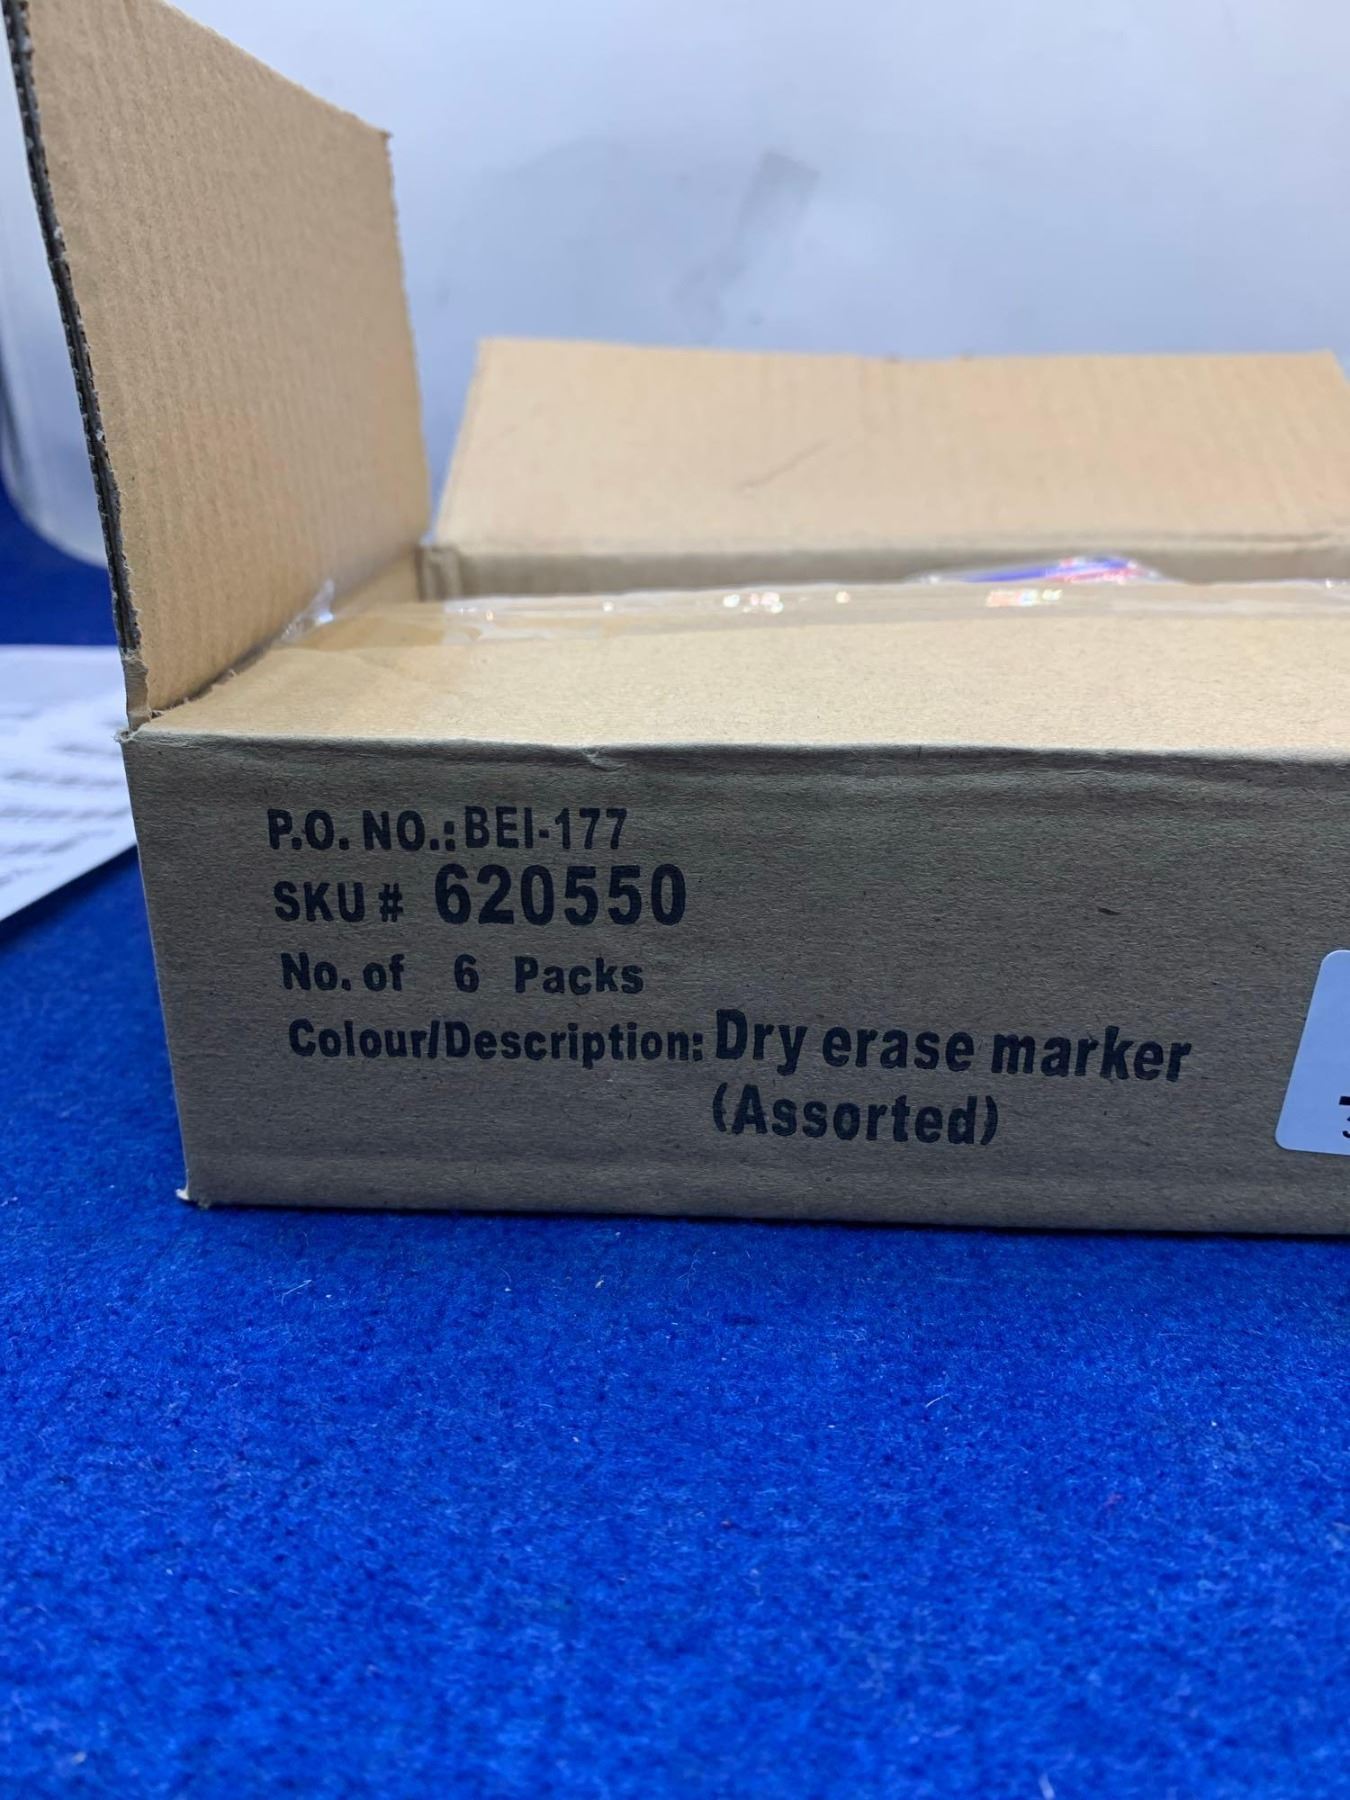 P.O. NO.: BEI-177
SKU # 620550
No. of 6 Packs
Colour/Description: Dry erase marker
(Assorted)